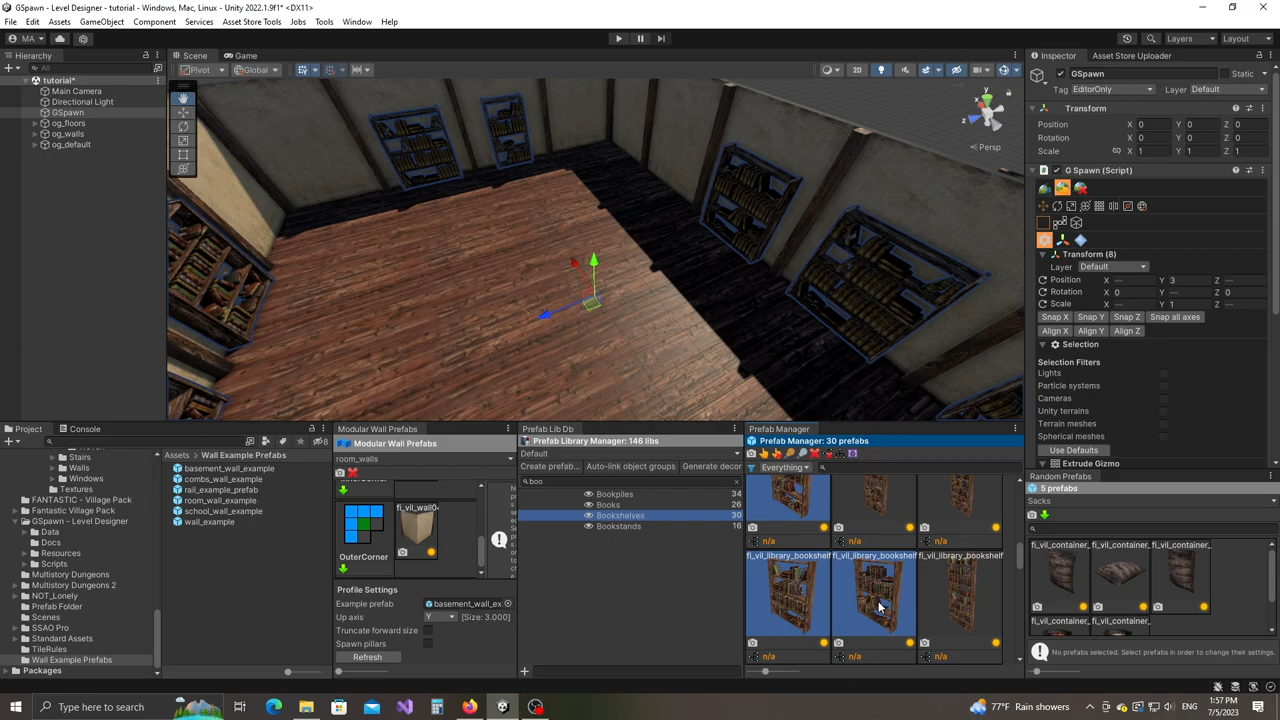 GSpawn - Level Designer - tutorial - Windows, Mac, Linux - Unity 2022.1.9f1* <DX11>
File Edit Assets GameObject Component Services Asset Store Tools Jobs Tools Window Help
MA Layers Layout
Hierarchy
All
tutorial*
Main Camera
Directional Light
GSpawn
og_floors
og_walls
og_default
Scene Game
Pivot Global 2D
y
x
z
Persp
Inspector Asset Store Uploader
GSpawn Static
Tag EditorOnly Layer Default
Transform
Position X 0 Y 0 Z 0
Rotation X 0 Y 0 Z 0
Scale X 1 Y 1 Z 1
G Spawn (Script)
Transform (8)
Layer Default
Position X — Y 3 Z —
Rotation X 0 Y — Z 0
Scale X — Y 1 Z —
Snap X Snap Y Snap Z Snap all axes
Align X Align Y Align Z
Selection
Selection Filters
Lights
Particle systems
Cameras
Unity terrains
Terrain meshes
Spherical meshes
Use Defaults
Extrude Gizmo
Project Console
8
Stairs
Walls
Windows
Textures
FANTASTIC - Village Pack
Fantastic Village Pack
GSpawn - Level Designer
Data
Docs
Resources
Scripts
Multistory Dungeons
Multistory Dungeons 2
NOT_Lonely
Prefab Folder
Scenes
SSAO Pro
Standard Assets
TileRules
Wall Example Prefabs
Packages
Assets > Wall Example Prefabs
basement_wall_example
combs_wall_example
rail_example_prefab
room_wall_example
school_wall_example
wall_example
Modular Wall Prefabs
Modular Wall Prefabs
room_walls
fi_vil_wall0
OuterCorner
Profile Settings
Example prefab basement_wall_ex
Up axis Y [Size: 3.000]
Truncate forward size
Spawn pillars
Refresh
Prefab Lib Db
Prefab Library Manager: 146 libs
Default
Create prefab... Auto-link object groups Generate decor
boo
Bookpiles 34
Books 26
Bookshelves 30
Bookstands 16
Prefab Manager
Prefab Manager: 30 prefabs
Everything
n/a n/a n/a
fi_vil_library_bookshelf fi_vil_library_bookshelf fi_vil_library_bookshelf
n/a n/a n/a
Random Prefabs
5 prefabs
Sacks
fi_vil_container_ fi_vil_container_ fi_vil_container_
fi_vil_container_ fi_vil_container_
No prefabs selected. Select prefabs in order to change their settings.
Type here to search
77°F Rain showers
1:57 PM
7/5/2023